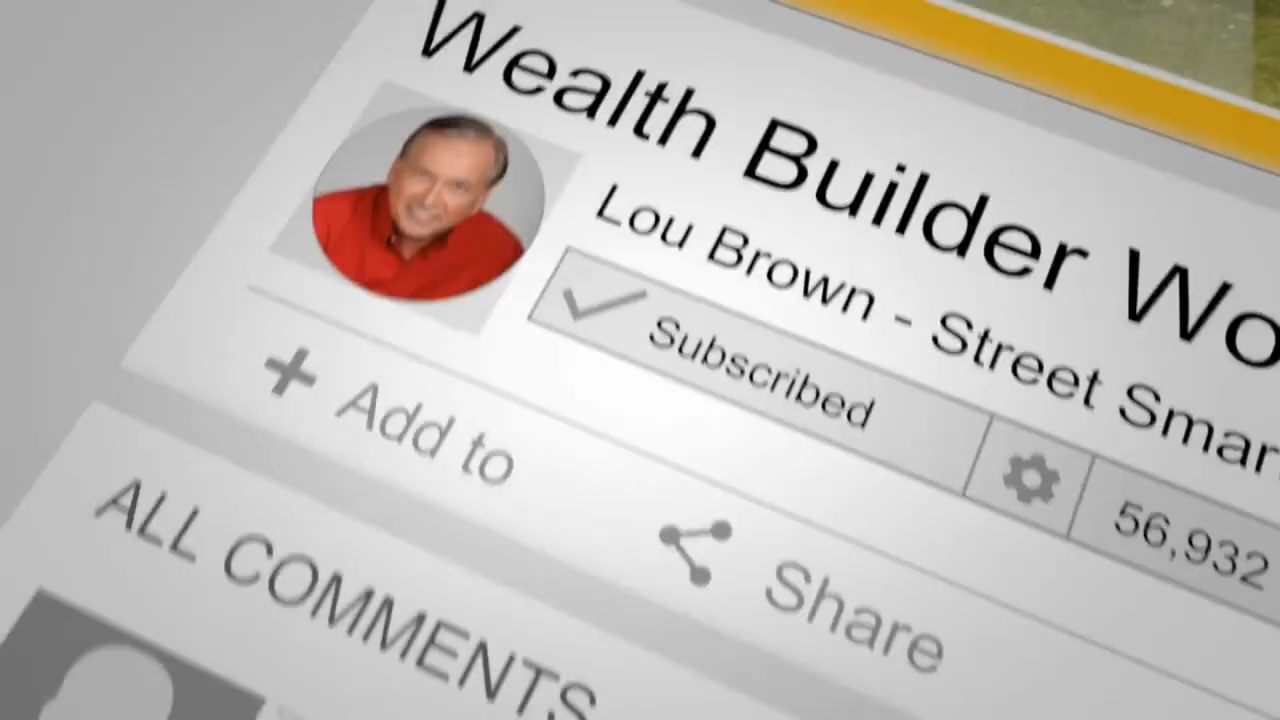 Wealth Builder Wo
Lou Brown - Street Smar
Subscribed
56,932
Add to
Share
ALL COMMENTS